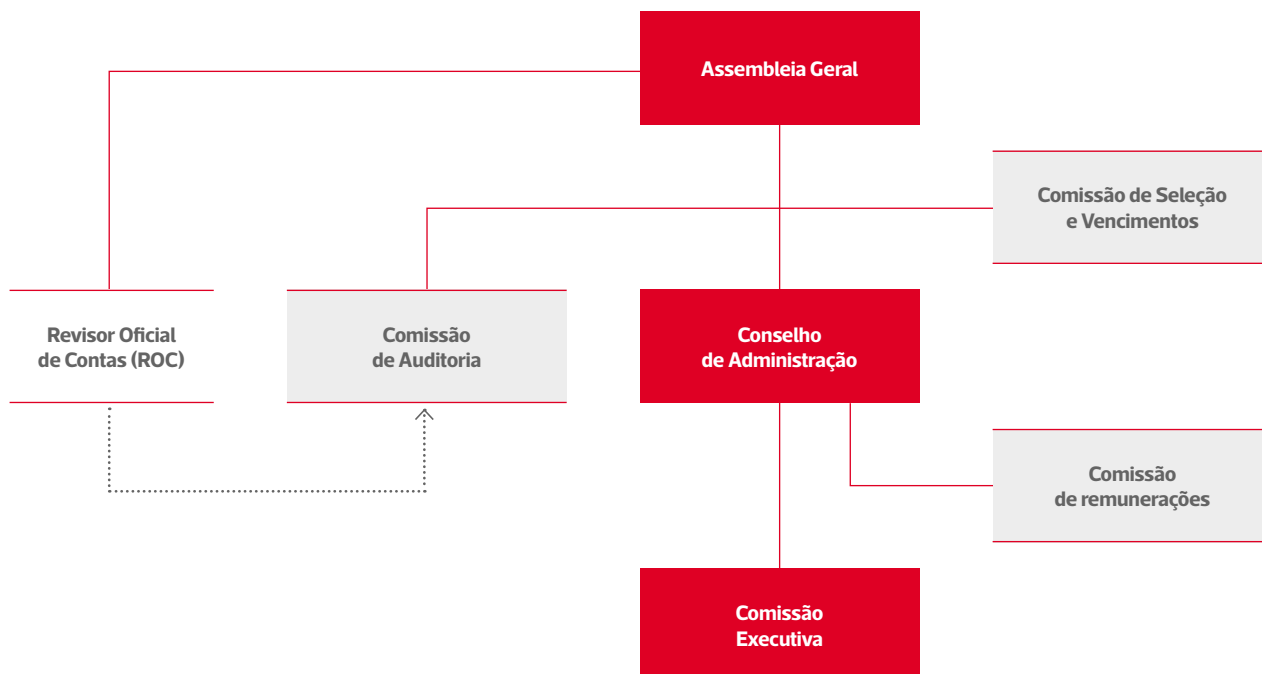 Assembleia Geral
Comissão de Seleção
e Vencimentos
Revisor Oficial
de Contas (ROC)
Comissão
de Auditoria
Conselho
de Administração
Comissão
de remunerações
Comissão
Executiva